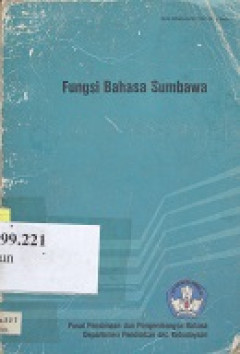 Fungsi Bahasa Sumbawa
99.221
un
Pusat Pembinaan dan Pengembangan Bahasa
Departemen Pendidikan dan Kebudayaan